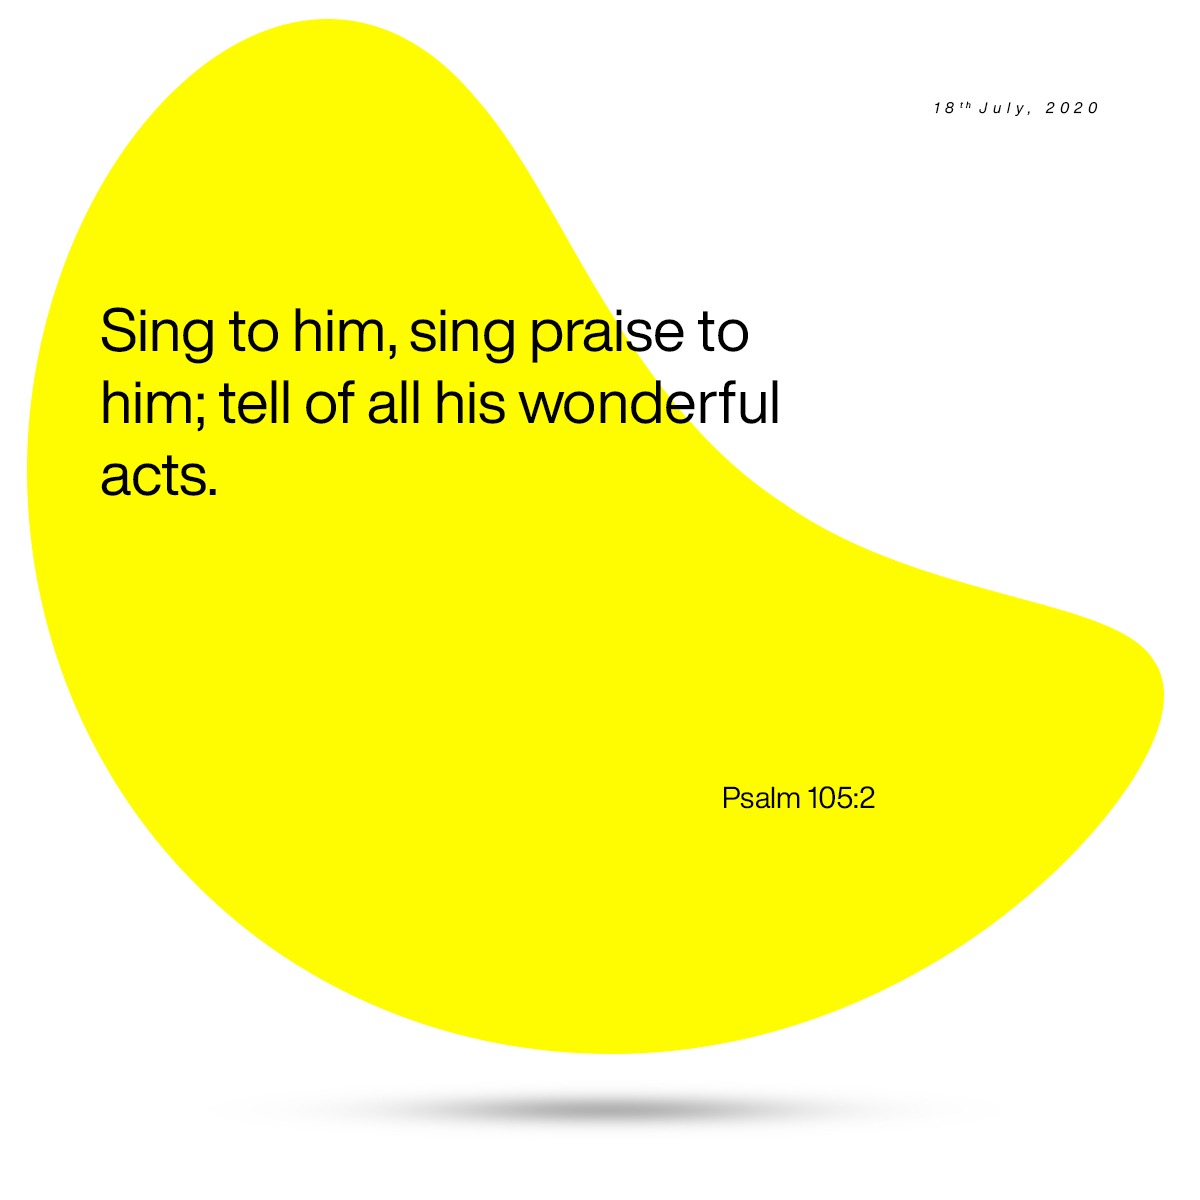 18th July, 2020
Sing to him, sing praise to
him; tell of all his wonderful
acts.
Psalm 105:2